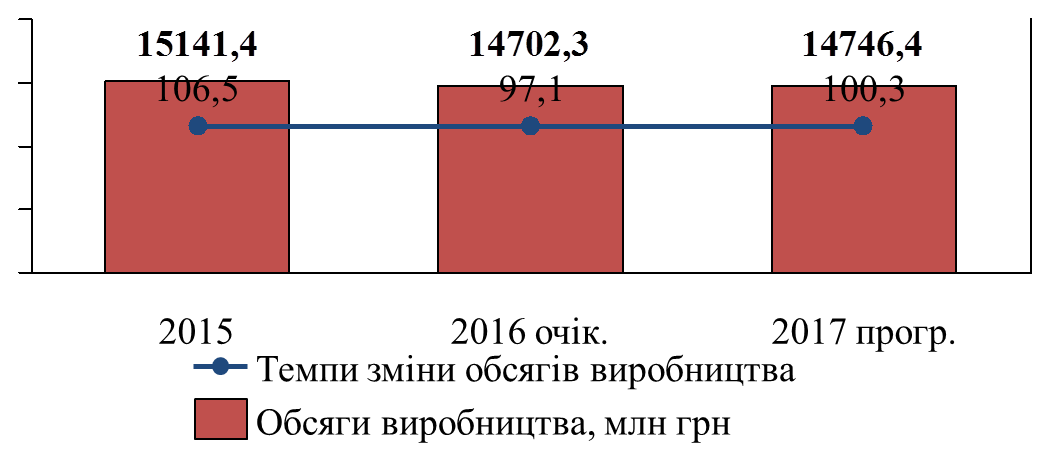 15141,4 14702,3 14746,4
106,5 97,1 100,3
2015 2016 очік. 2017 прогр.
Темпи зміни обсягів виробництва
Обсяги виробництва, млн грн